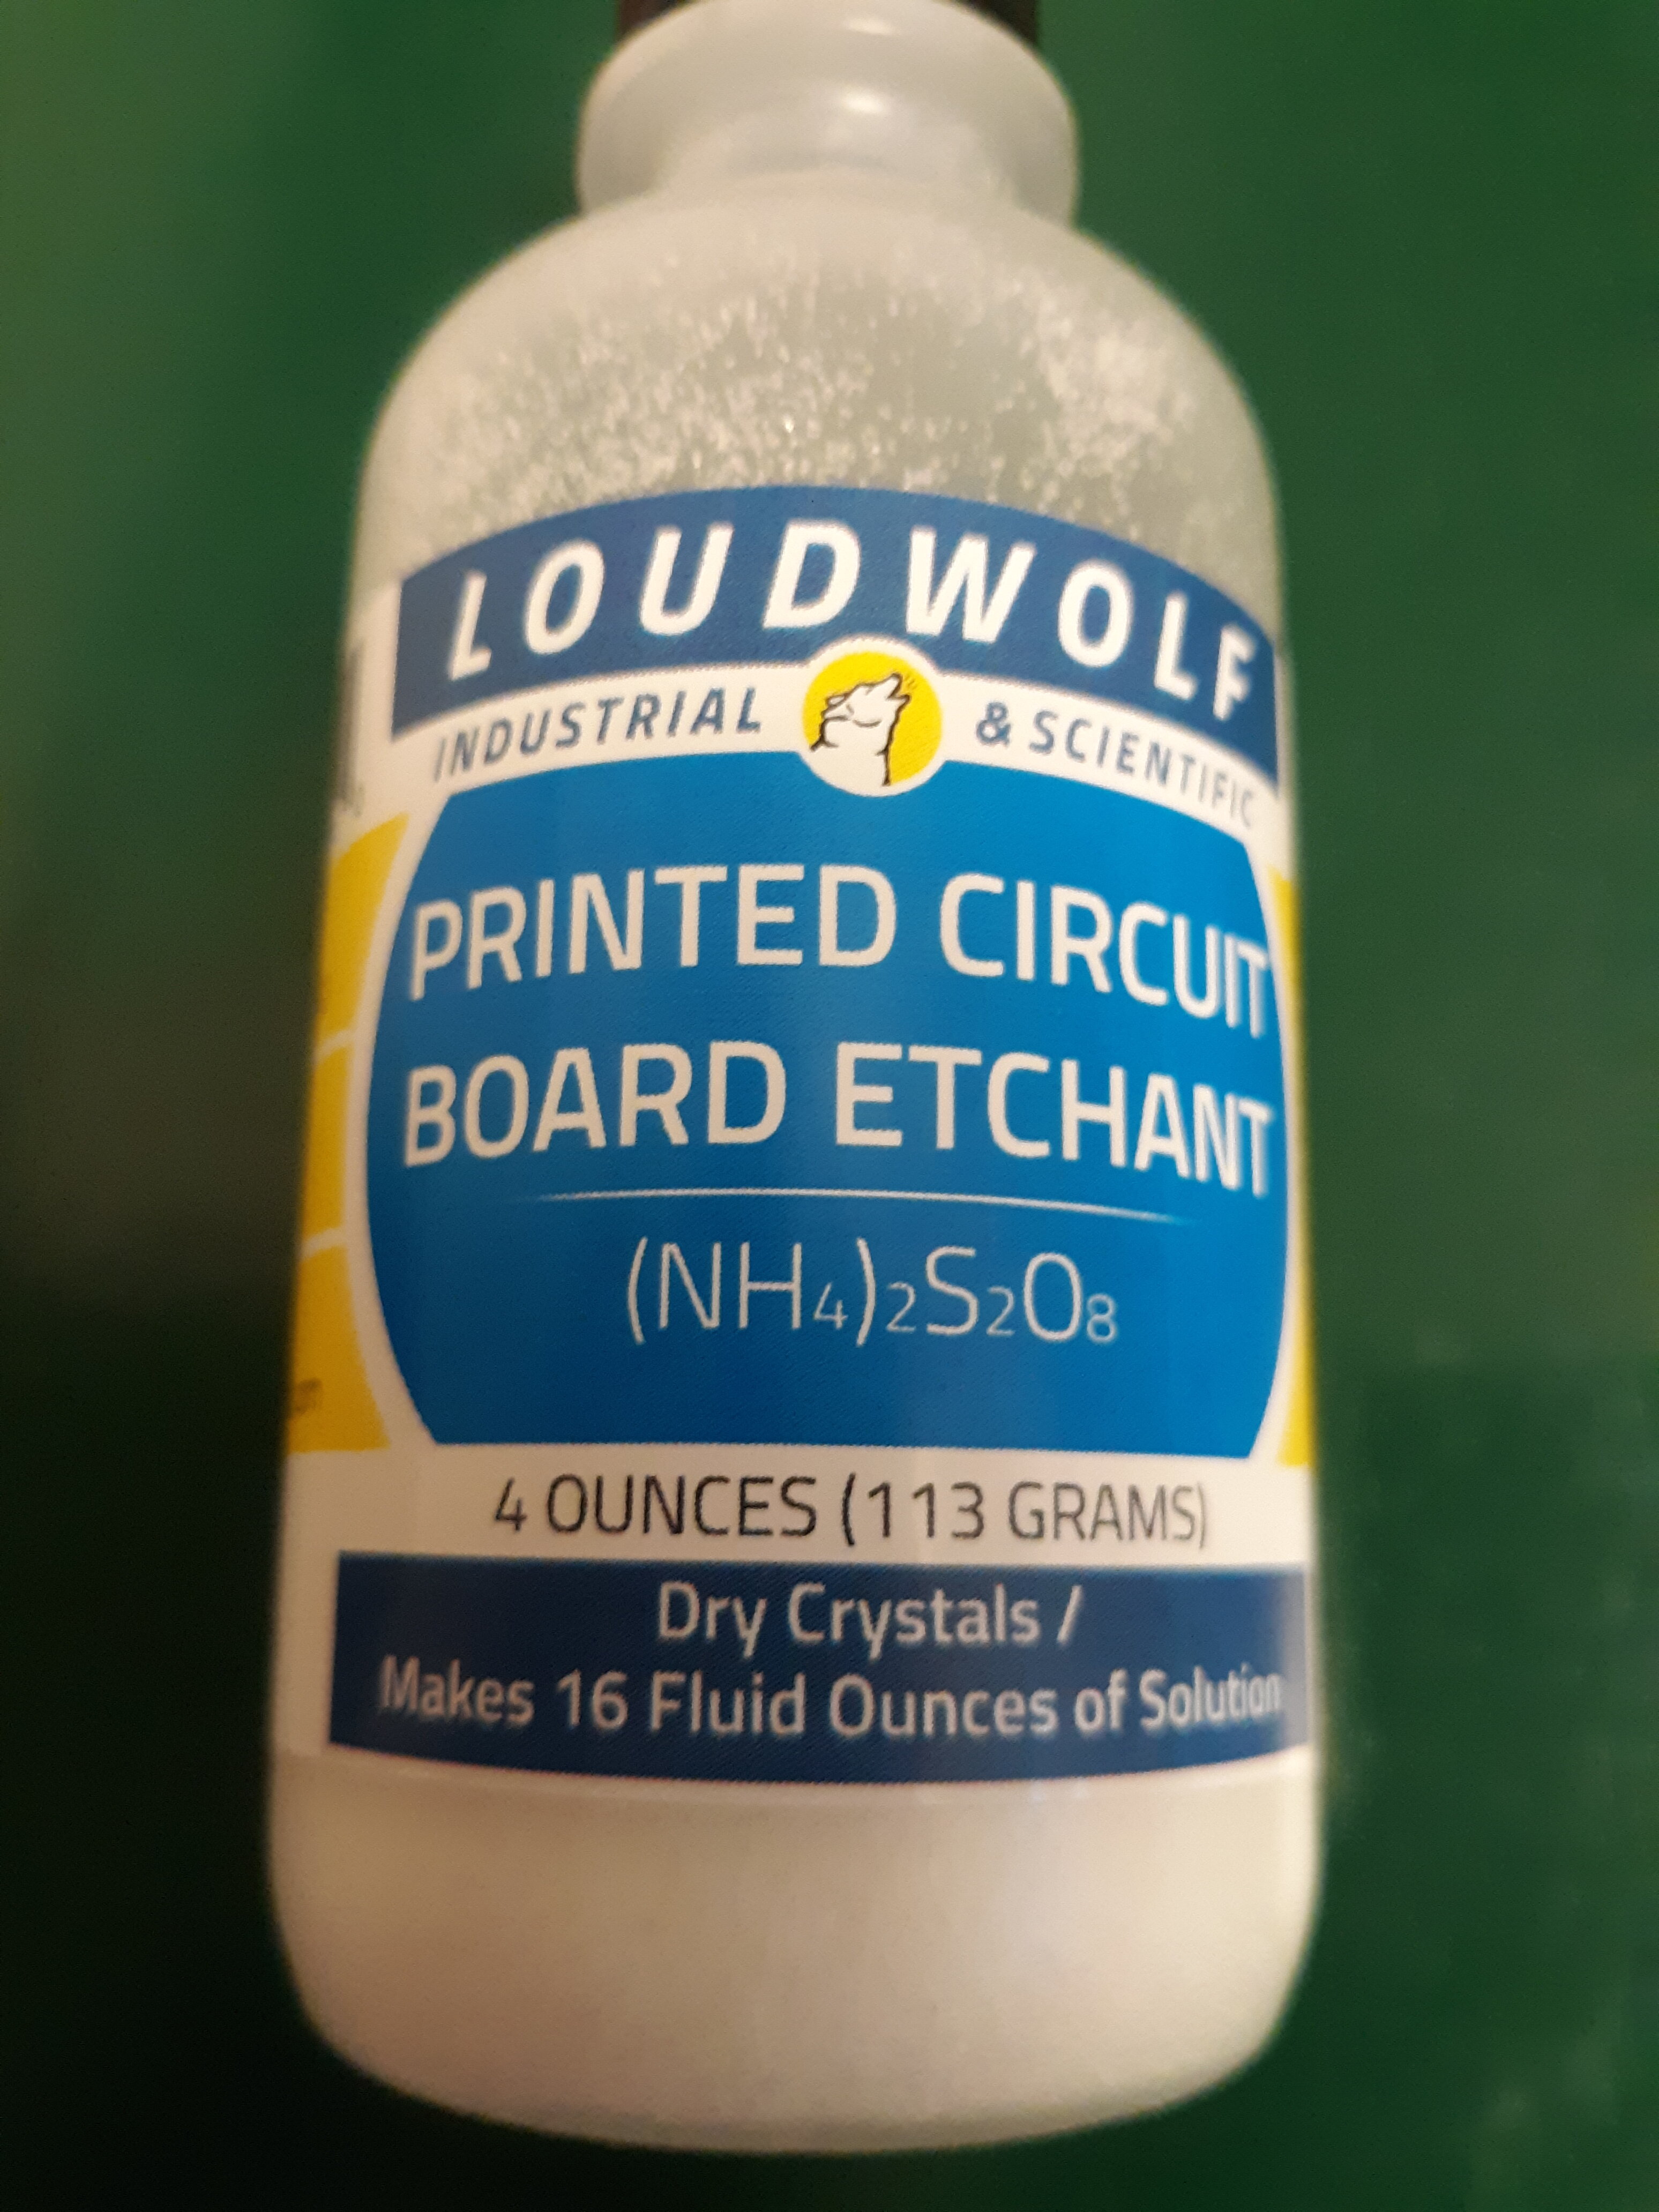 LOUDWOLF
INDUSTRIAL & SCIENTIFIC
PRINTED CIRCUIT
BOARD ETCHANT
(NH₄)₂S₂O₈
4 OUNCES (113 GRAMS)
Dry Crystals /
Makes 16 Fluid Ounces of Solution